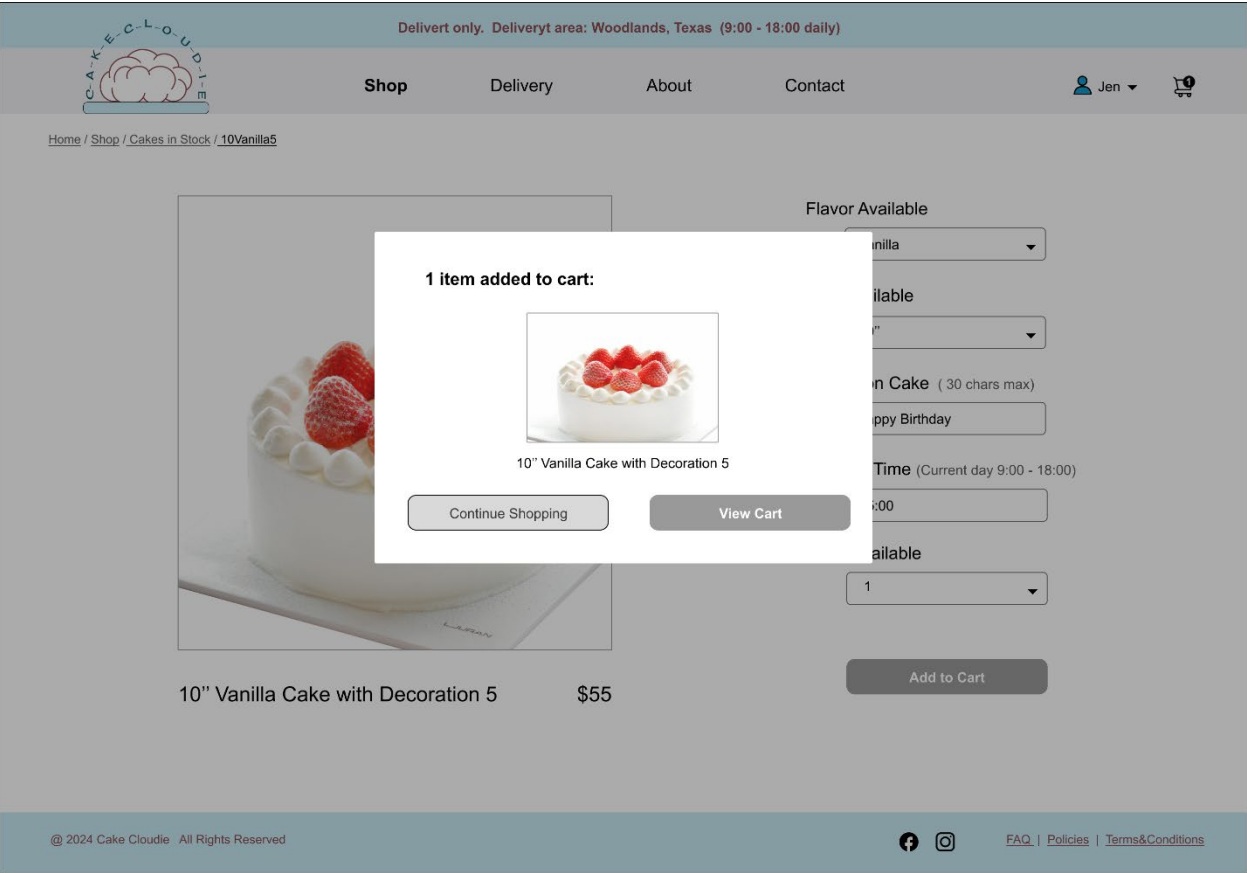 Delivert only. Deliveryt area: Woodlands, Texas (9:00 - 18:00 daily)
C-A-K-E-C-L-O-U-D-I-E
Shop Delivery About Contact Jen 1
Home / Shop / Cakes in Stock / 10Vanilla5
Flavor Available
nilla
1 item added to cart:
ilable
"
n Cake ( 30 chars max)
ppy Birthday
10’’ Vanilla Cake with Decoration 5
Time (Current day 9:00 - 18:00)
:00
Continue Shopping View Cart
ailable
1
Add to Cart
10’’ Vanilla Cake with Decoration 5 $55
@ 2024 Cake Cloudie All Rights Reserved
FAQ | Policies | Terms&Conditions